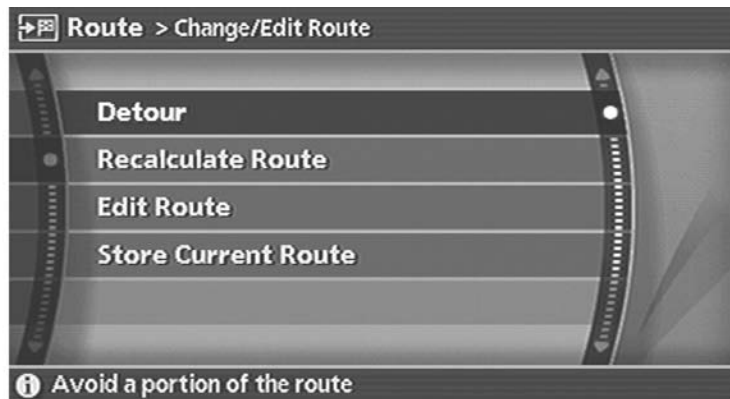 Route > Change/Edit Route
Detour
Recalculate Route
Edit Route
Store Current Route
Avoid a portion of the route